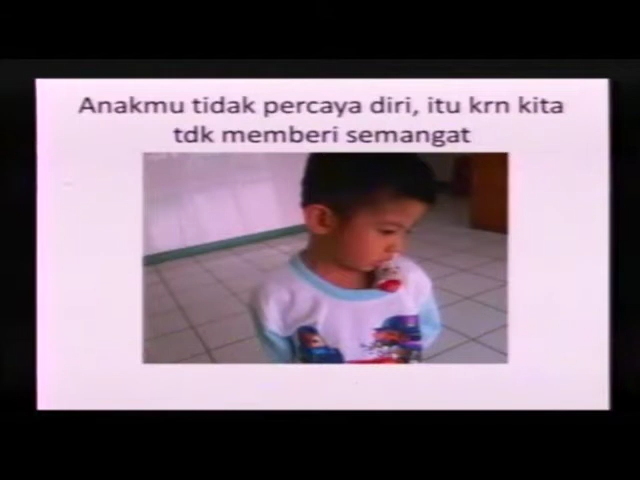 Anakmu tidak percaya diri, itu krn kita
tdk memberi semangat